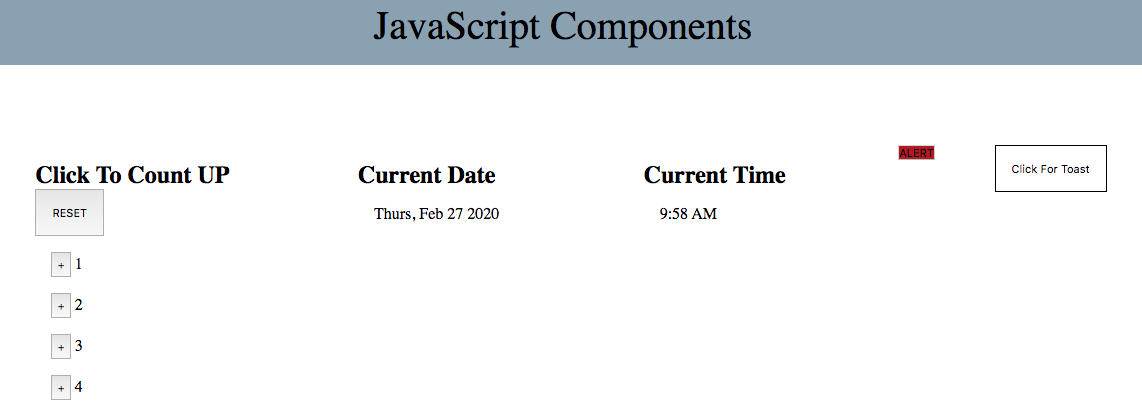 JavaScript Components
Click To Count UP
RESET
+ 1
+ 2
+ 3
+ 4
Current Date
Thurs, Feb 27 2020
Current Time
9:58 AM
ALERT
Click For Toast